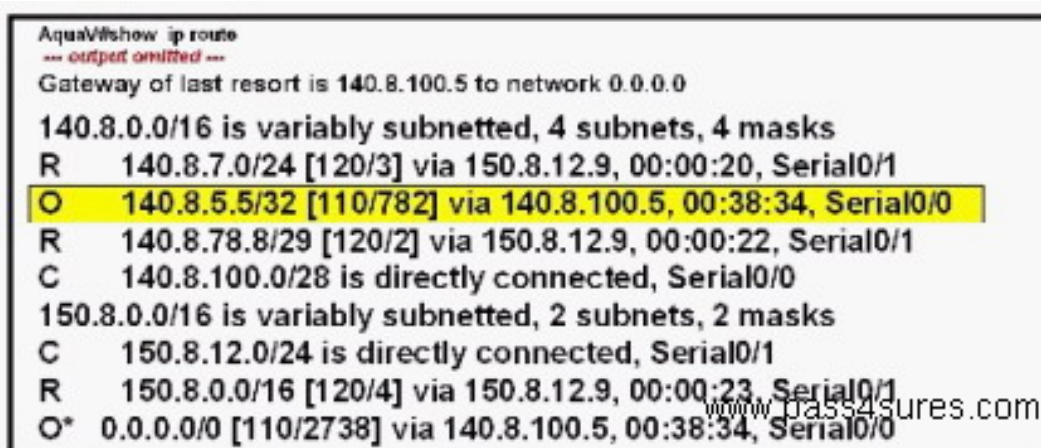 AquaV#show ip route
--- output omitted ---
Gateway of last resort is 140.8.100.5 to network 0.0.0.0
140.8.0.0/16 is variably subnetted, 4 subnets, 4 masks
R 140.8.7.0/24 [120/3] via 150.8.12.9, 00:00:20, Serial0/1
O 140.8.5.5/32 [110/782] via 140.8.100.5, 00:38:34, Serial0/0
R 140.8.78.8/29 [120/2] via 150.8.12.9, 00:00:22, Serial0/1
C 140.8.100.0/28 is directly connected, Serial0/0
150.8.0.0/16 is variably subnetted, 2 subnets, 2 masks
C 150.8.12.0/24 is directly connected, Serial0/1
R 150.8.0.0/16 [120/4] via 150.8.12.9, 00:00:23, Serial0/1
www.pass4sures.com
O* 0.0.0.0/0 [110/2738] via 140.8.100.5, 00:38:34, Serial0/0